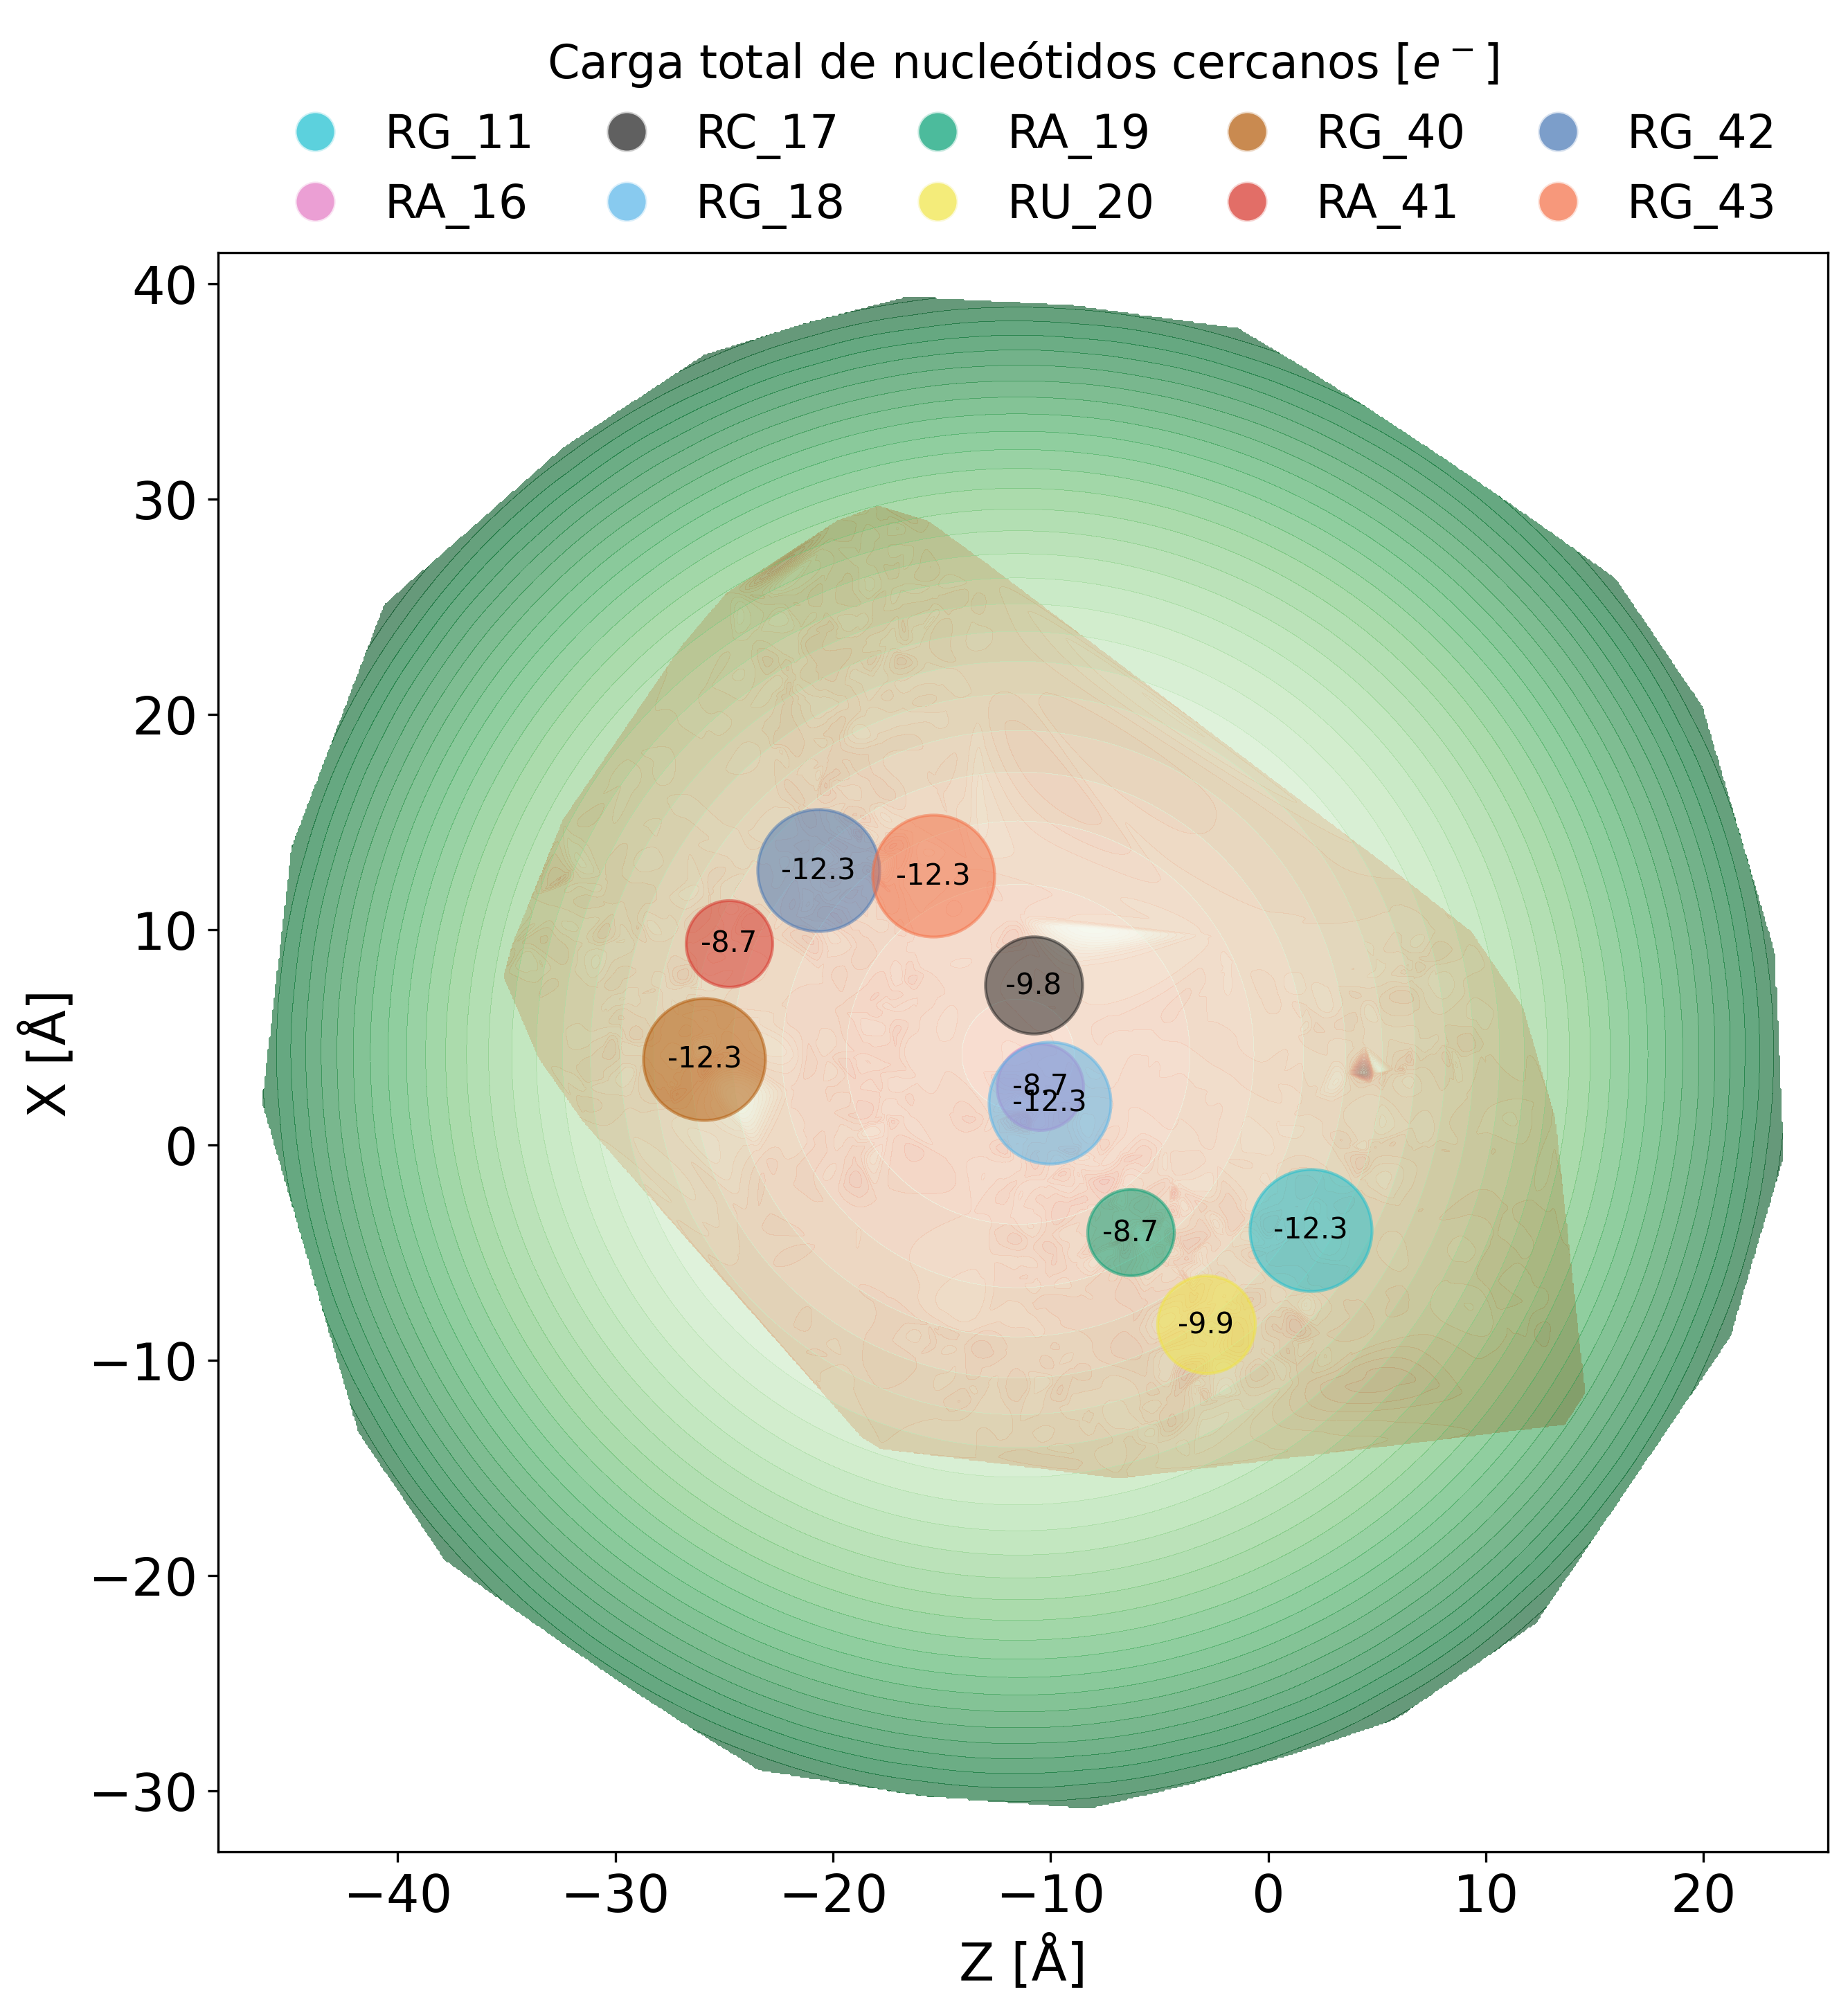 Carga total de nucleótidos cercanos [e⁻]
RG_11 RC_17 RA_19 RG_40 RG_42
RA_16 RG_18 RU_20 RA_41 RG_43
40
30
20
10
0
−10
−20
−30
X [Å]
-12.3 -12.3
-8.7
-9.8
-12.3
-8.7
-12.3
-8.7 -12.3
-9.9
−40 −30 −20 −10 0 10 20
Z [Å]